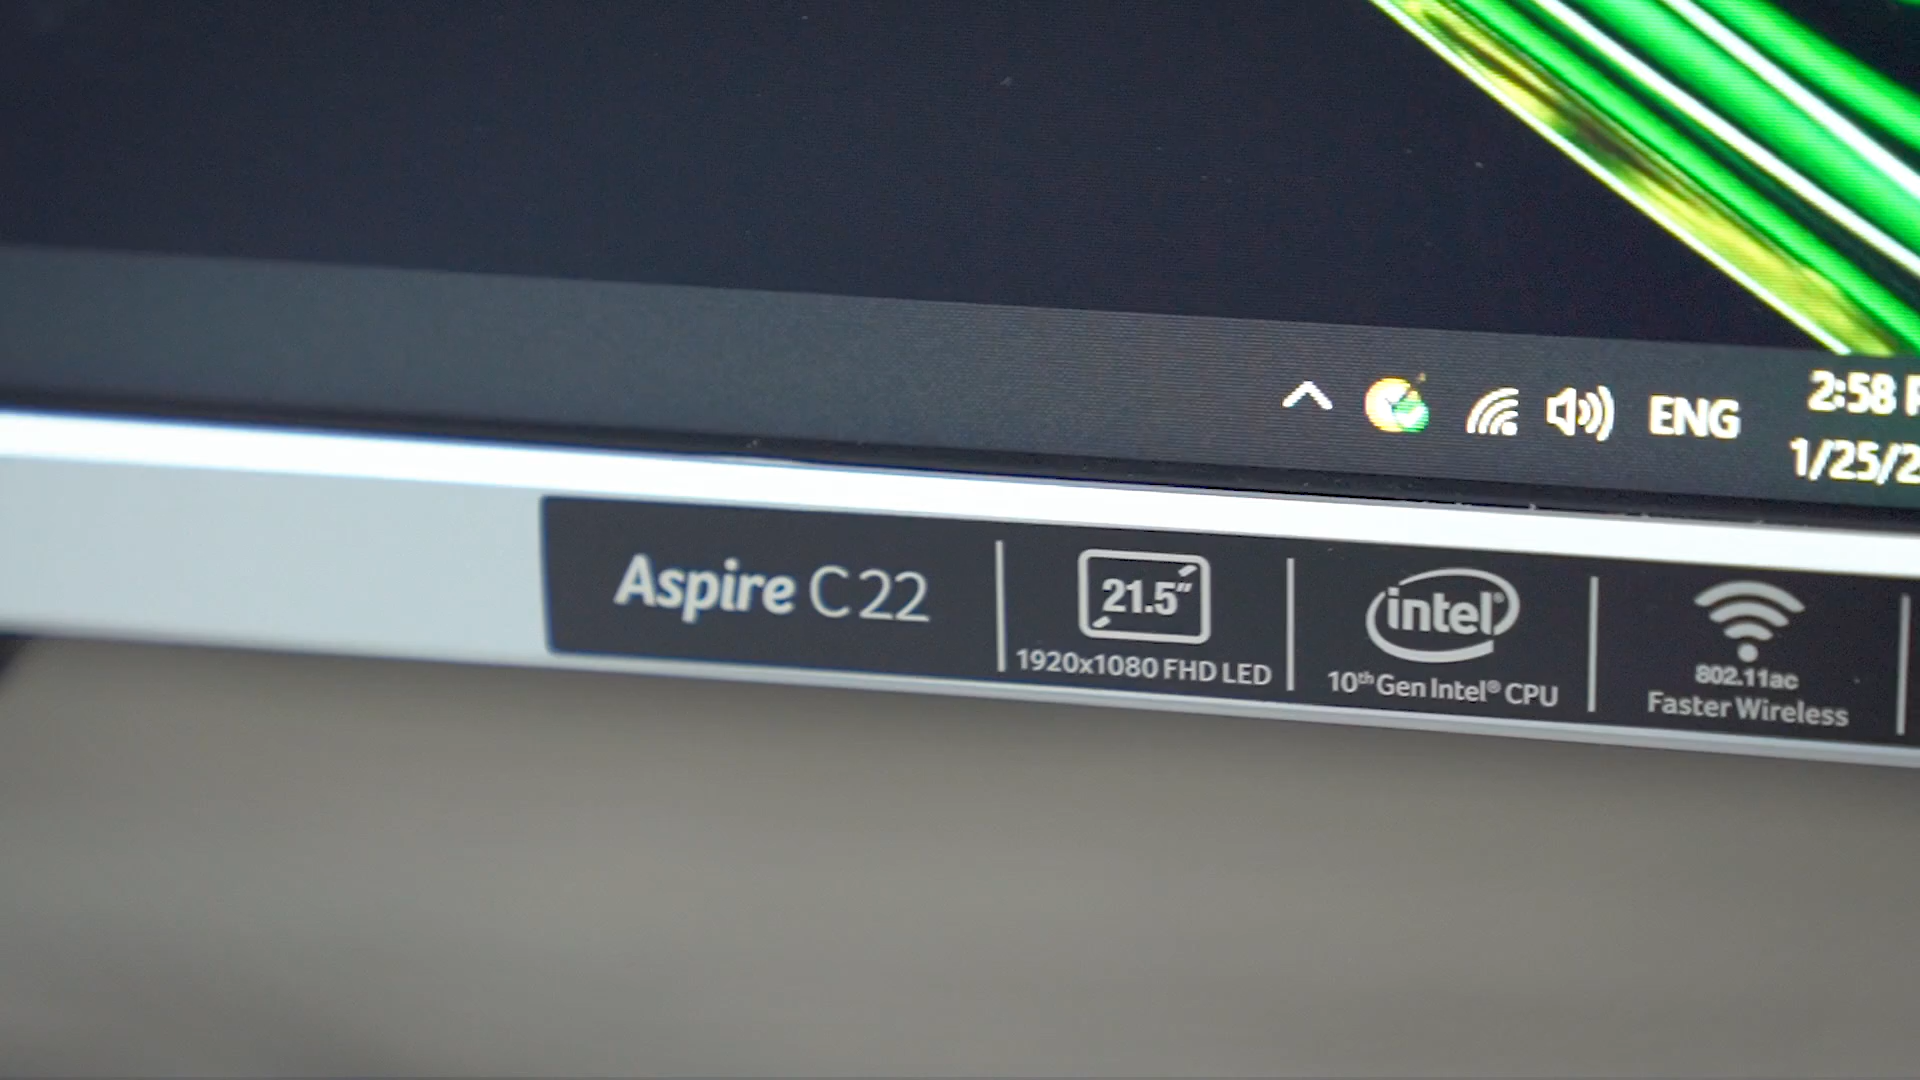 ENG
2:58
1/25/2
Aspire C 22
21.5"
1920x1080 FHD LED
intel®
10th Gen Intel® CPU
802.11ac
Faster Wireless